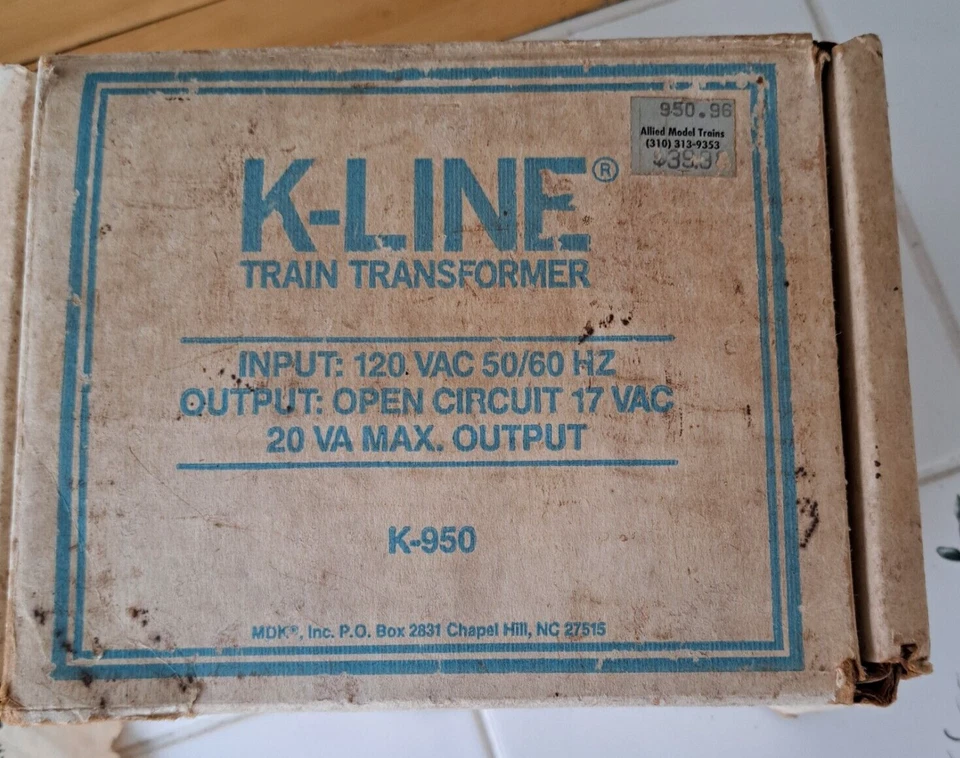 950.96
Allied Model Trains
(310) 313-9353
K-LINE®
TRAIN TRANSFORMER
INPUT: 120 VAC 50/60 HZ
OUTPUT: OPEN CIRCUIT 17 VAC
20 VA MAX. OUTPUT
K-950
MDK®, Inc. P.O. Box 2831 Chapel Hill, NC 27515